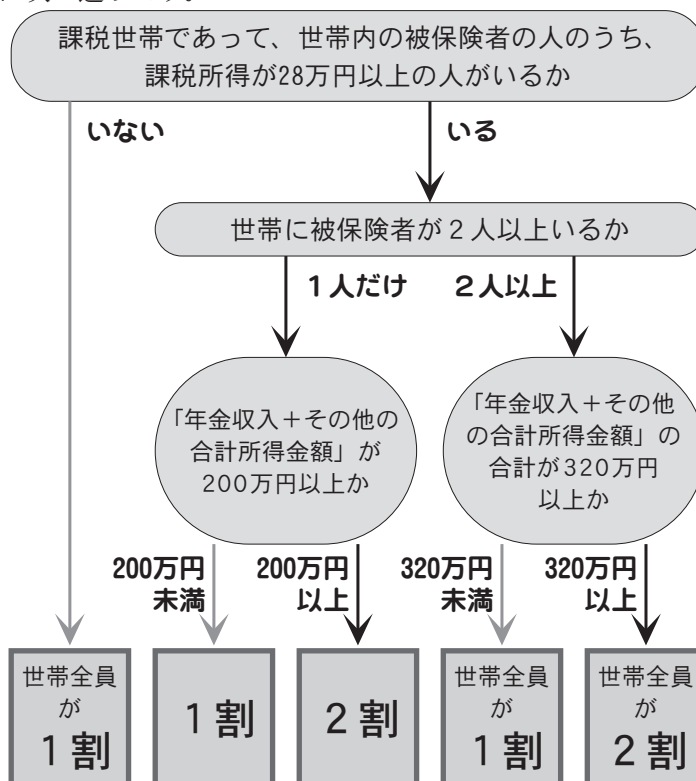 課税世帯であって、世帯内の被保険者の人のうち、
課税所得が28万円以上の人がいるか
いない
いる
世帯に被保険者が２人以上いるか
１人だけ
２人以上
「年金収入＋その他の
合計所得金額」が
200万円以上か
「年金収入＋その他
の合計所得金額」の
合計が320万円
以上か
200万円
未満
200万円
以上
320万円
未満
320万円
以上
世帯全員
が
１割
１割
２割
世帯全員
が
１割
世帯全員
が
２割